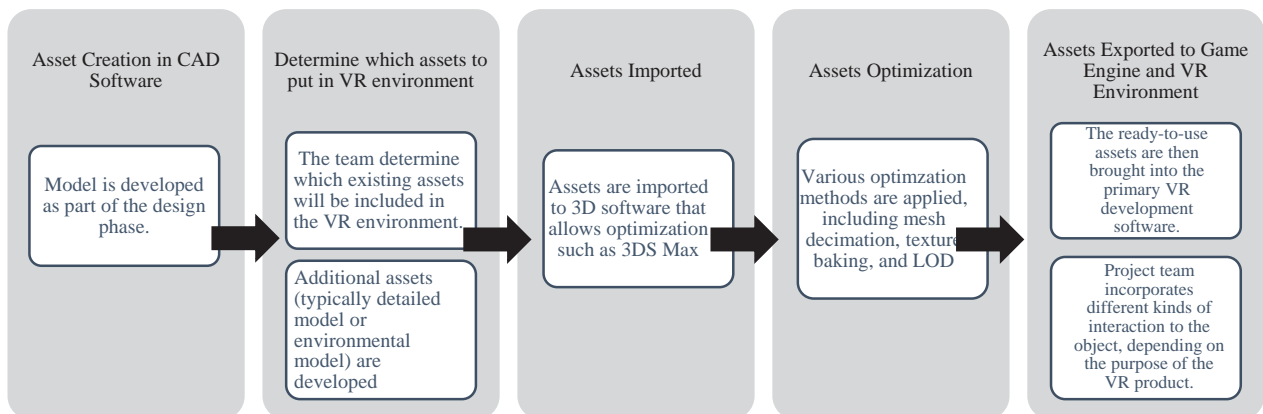 Asset Creation in CAD
Software
Model is developed
as part of the design
phase.
Determine which assets to
put in VR environment
The team determine
which existing assets
will be included in
the VR environment.
Additional assets
(typically detailed
model or
environmental
model) are
developed
Assets Imported
Assets are imported
to 3D software that
allows optimization
such as 3DS Max
Assets Optimization
Various optimzation
methods are applied,
including mesh
decimation, texture
baking, and LOD
Assets Exported to Game
Engine and VR
Environment
The ready-to-use
assets are then
brought into the
primary VR
development
software.
Project team
incorporates
different kinds of
interaction to the
object, depending on
the purpose of the
VR product.